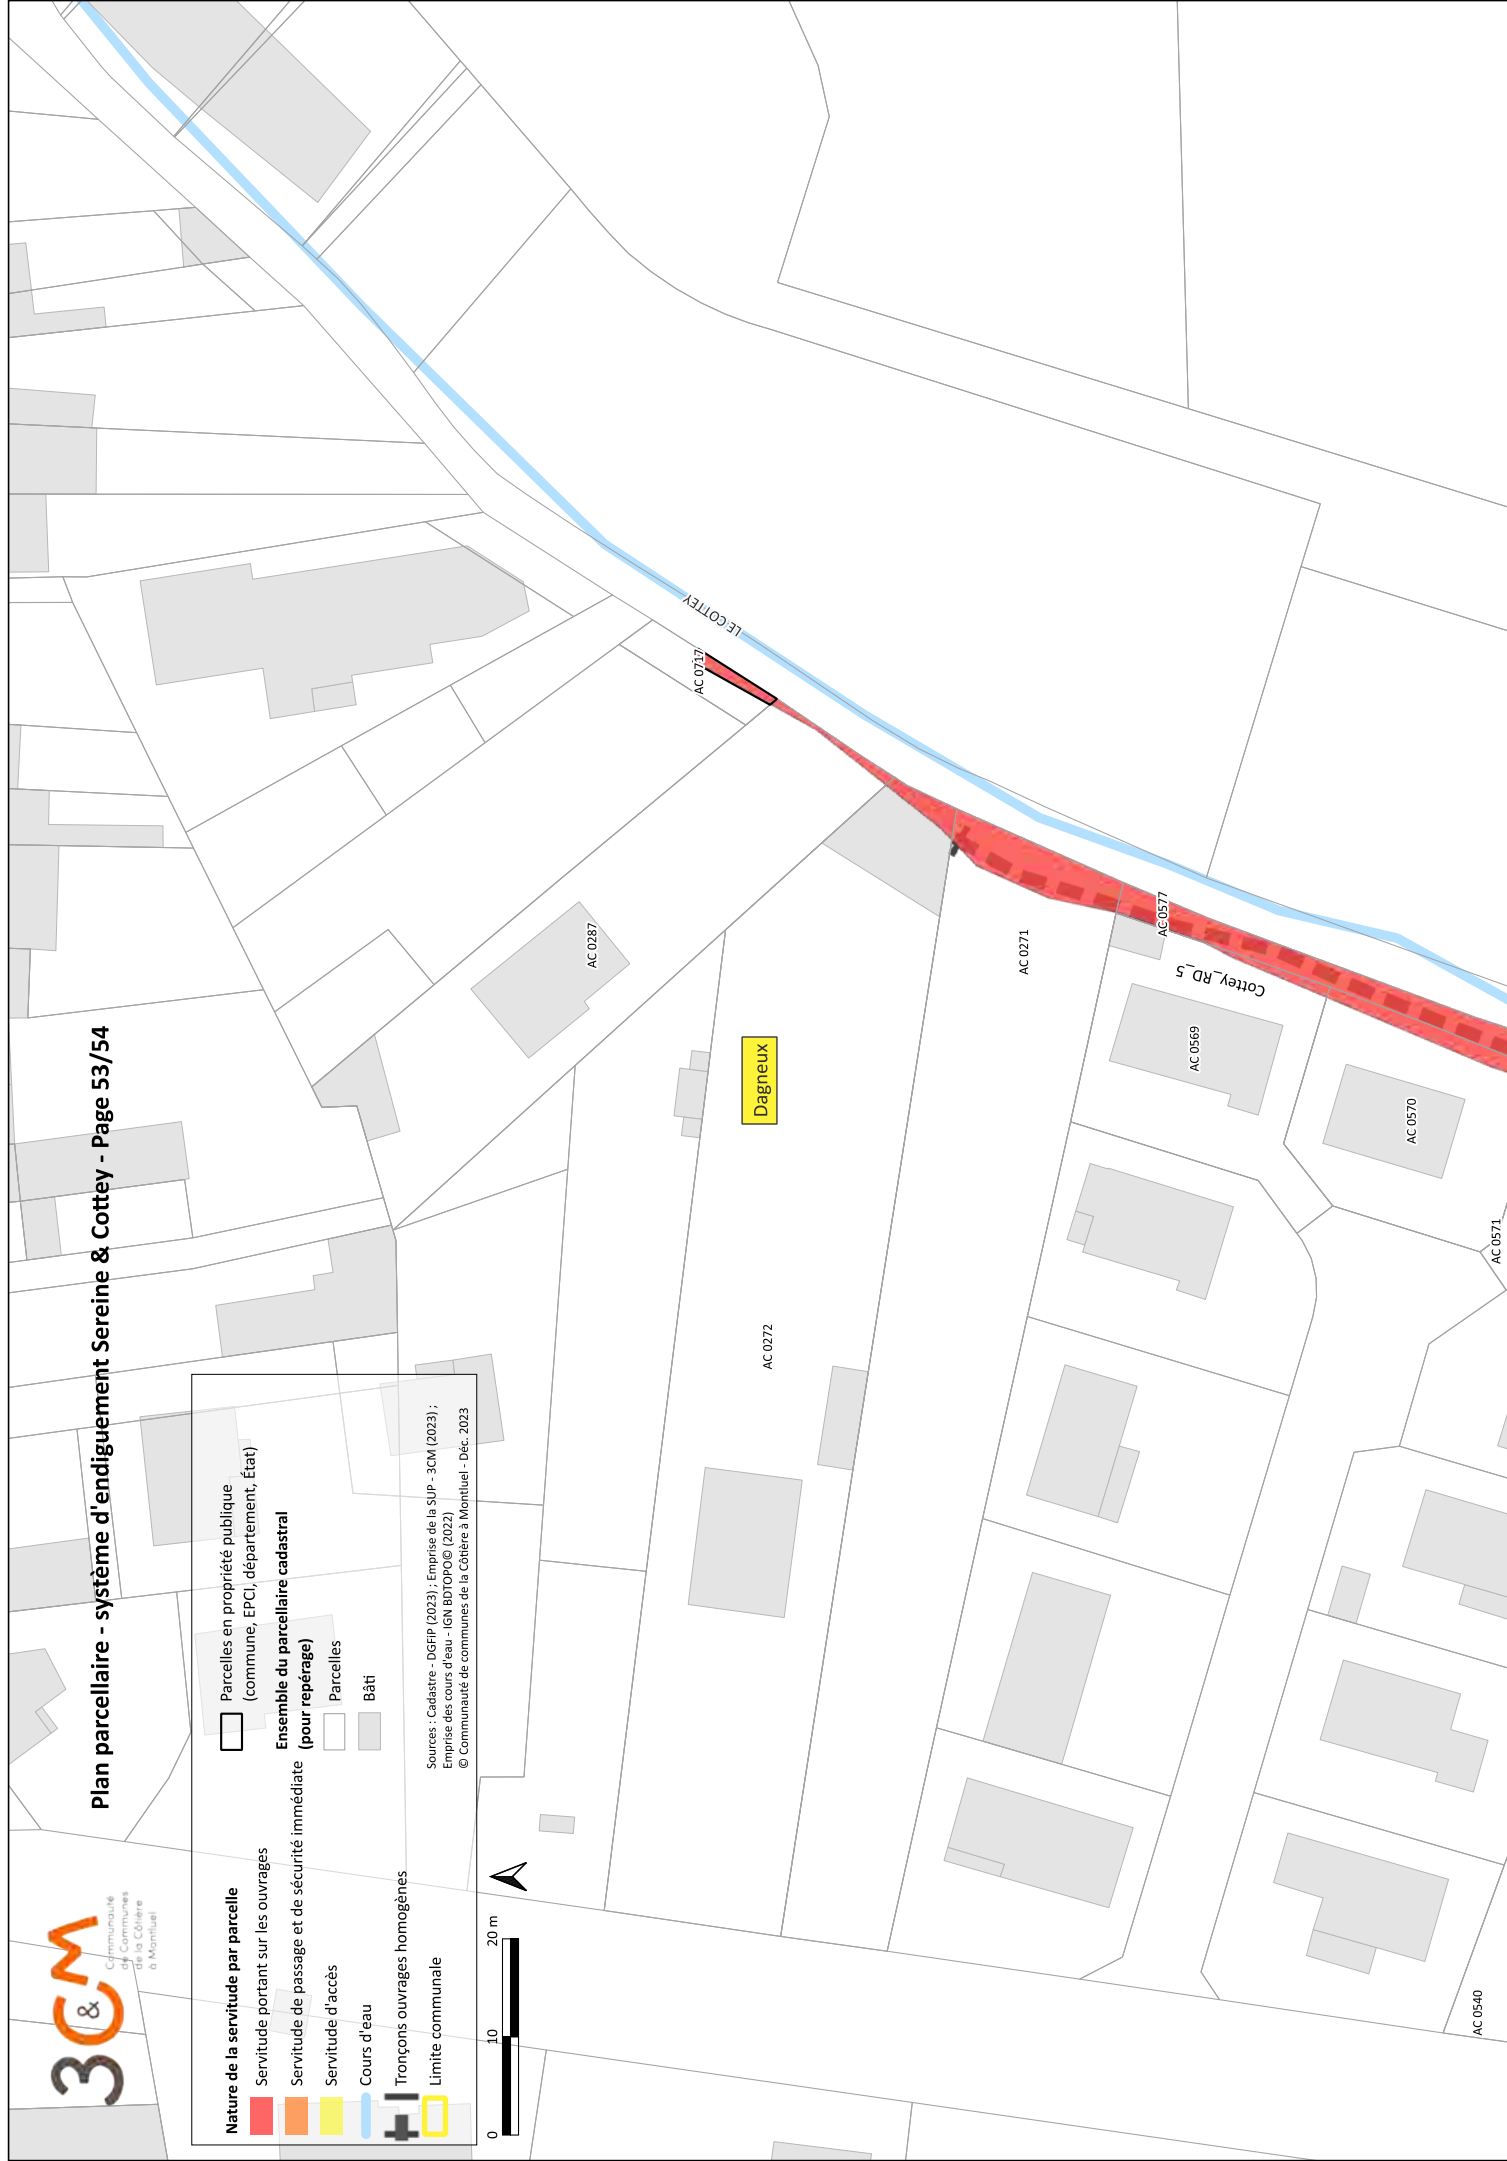 3C&M
Communauté
de Communes
de la Côtière
à Montluel
Plan parcellaire - système d'endiguement Sereine & Cottey - Page 53/54
Nature de la servitude par parcelle
Servitude portant sur les ouvrages
Servitude de passage et de sécurité immédiate
Servitude d'accès
Cours d'eau
Tronçons ouvrages homogènes
Limite communale
Parcelles en propriété publique
(commune, EPCI, département, État)
Ensemble du parcellaire cadastral
(pour repérage)
Parcelles
Bâti
Sources : Cadastre - DGFiP (2023) ; Emprise de la SUP - 3CM (2023) ;
Emprise des cours d'eau - IGN BDTOPO© (2022)
© Communauté de communes de la Côtière à Montluel - Déc. 2023
0 10 20 m
LE COTTEY
AC 0717
AC 0287
Dagneux
AC 0272
AC 0271
AC 0577
Cottey_RD_5
AC 0569
AC 0570
AC 0571
AC 0540